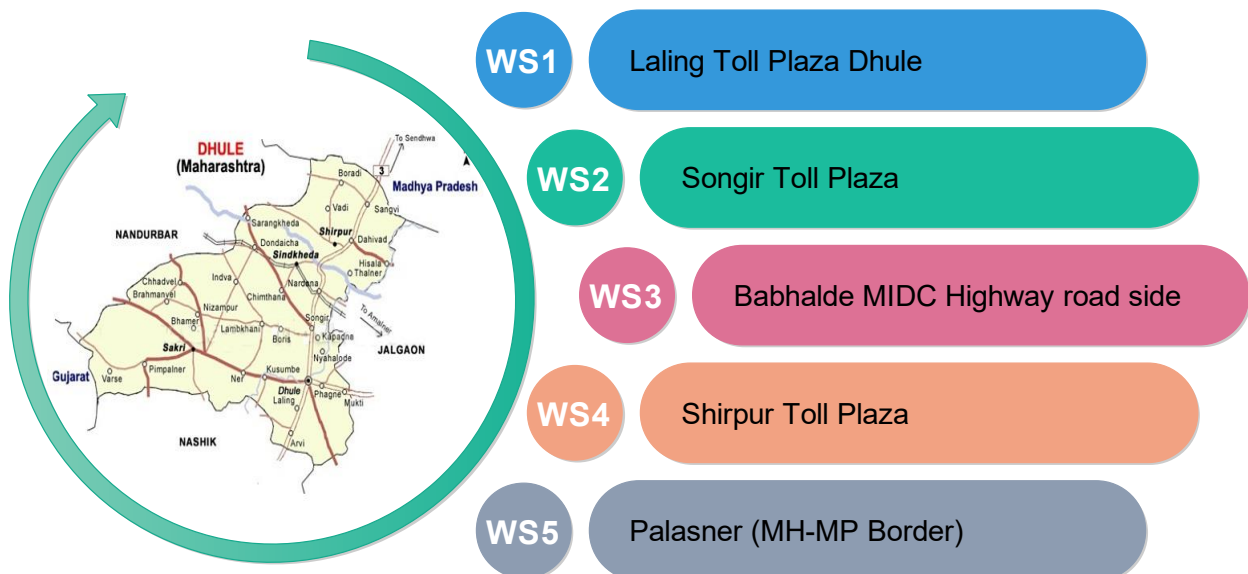 WS1
Laling Toll Plaza Dhule
WS2
Songir Toll Plaza
WS3
Babhalde MIDC Highway road side
WS4
Shirpur Toll Plaza
WS5
Palasner (MH-MP Border)
DHULE
(Maharashtra)
To Sendhwa
3
Boradi
Madhya Pradesh
Vadi
Sangvi
Sarangkheda
Shirpur
NANDURBAR
Dondaicha
Dahivad
Sindkheda
Hisala
Thalner
Chhadvel
Indva
Nardana
Brahmanvel
Chimthana
Nizampur
To Amalner
Bhamer
Lambkhani
Songir
Boris
Kapadna
Sakri
Nyahalode
JALGAON
Gujarat
Varse
Pimpalner
Ner
Kusumbe
Dhule
Phagne
Laling
Mukti
NASHIK
Arvi